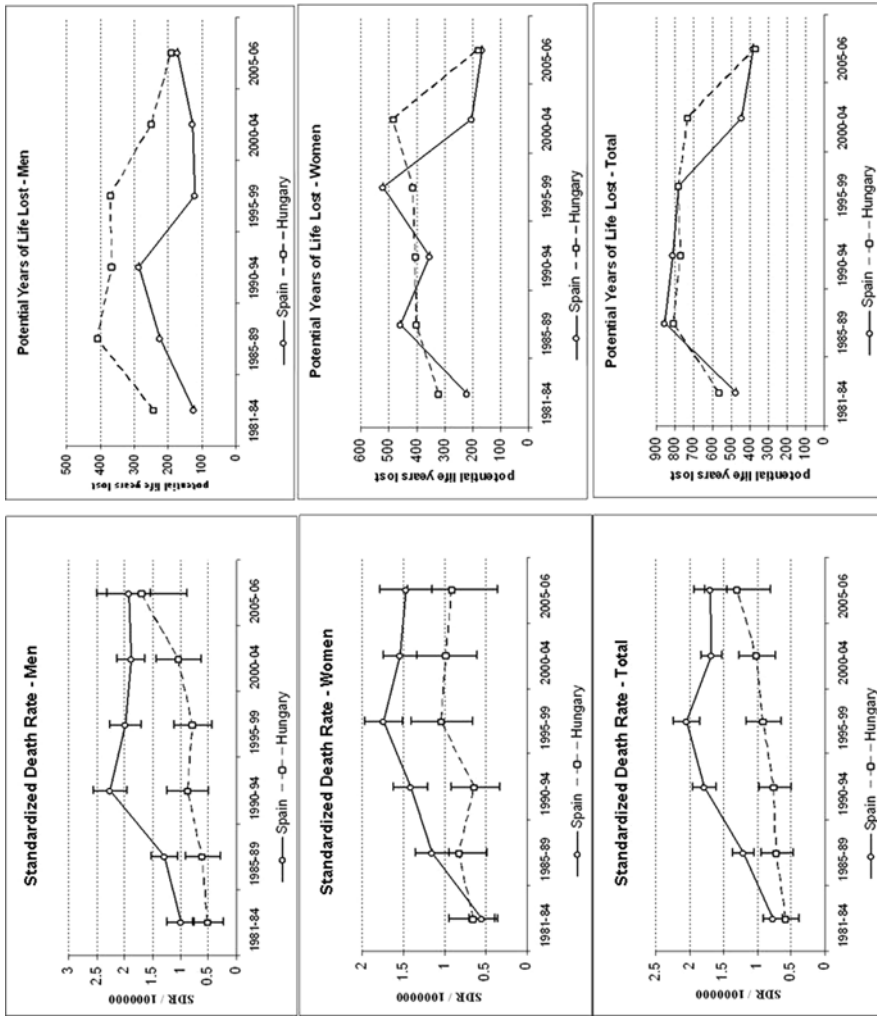 Standardized Death Rate - Men
SDR / 1000000
3
2.5
2
1.5
1
0.5
0
1981-84 1985-89 1990-94 1995-99 2000-04 2005-06
Spain Hungary
Potential Years of Life Lost - Men
potential life years lost
500
400
300
200
100
0
1981-84 1985-89 1990-94 1995-99 2000-04 2005-06
Spain Hungary
Standardized Death Rate - Women
SDR / 1000000
2
1.5
1
0.5
0
1981-84 1985-89 1990-94 1995-99 2000-04 2005-06
Spain Hungary
Potential Years of Life Lost - Women
potential life years lost
600
500
400
300
200
100
0
1981-84 1985-89 1990-94 1995-99 2000-04 2005-06
Spain Hungary
Standardized Death Rate - Total
SDR / 1000000
2.5
2
1.5
1
0.5
0
1981-84 1985-89 1990-94 1995-99 2000-04 2005-06
Spain Hungary
Potential Years of Life Lost - Total
potential life years lost
900
800
700
600
500
400
300
200
100
0
1981-84 1985-89 1990-94 1995-99 2000-04 2005-06
Spain Hungary